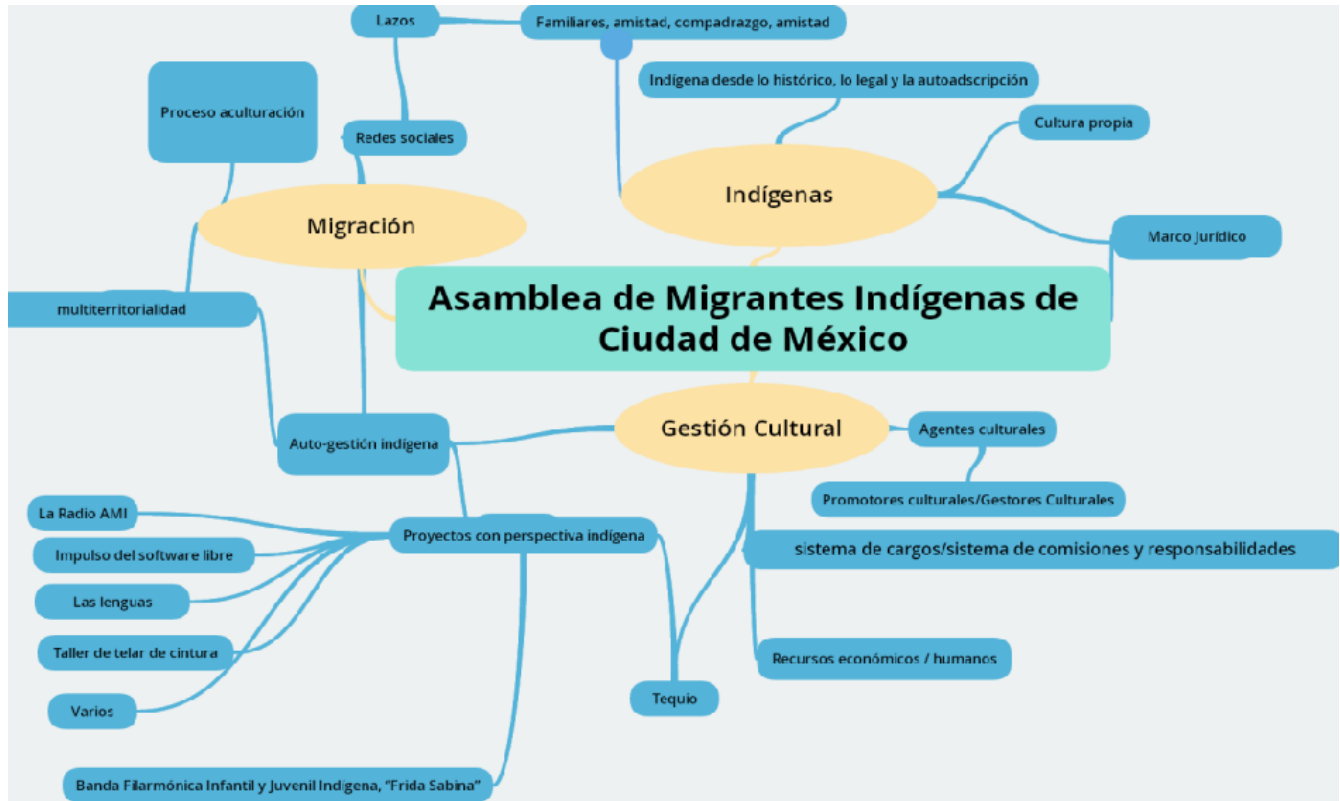 Lazos
Familiares, amistad, compadrazgo, amistad
Indígena desde lo histórico, lo legal y la autoadscripción
Proceso aculturación
Cultura propia
Redes sociales
Indígenas
Migración
Marco Jurídico
Asamblea de Migrantes Indígenas de
Ciudad de México
multiterritorialidad
Gestión Cultural
Agentes culturales
Auto-gestión indígena
Promotores culturales/Gestores Culturales
La Radio AMI
Proyectos con perspectiva indígena
sistema de cargos/sistema de comisiones y responsabilidades
Impulso del software libre
Las lenguas
Taller de telar de cintura
Recursos económicos / humanos
Tequio
Varios
Banda Filarmónica Infantil y Juvenil Indígena, "Frida Sabina"